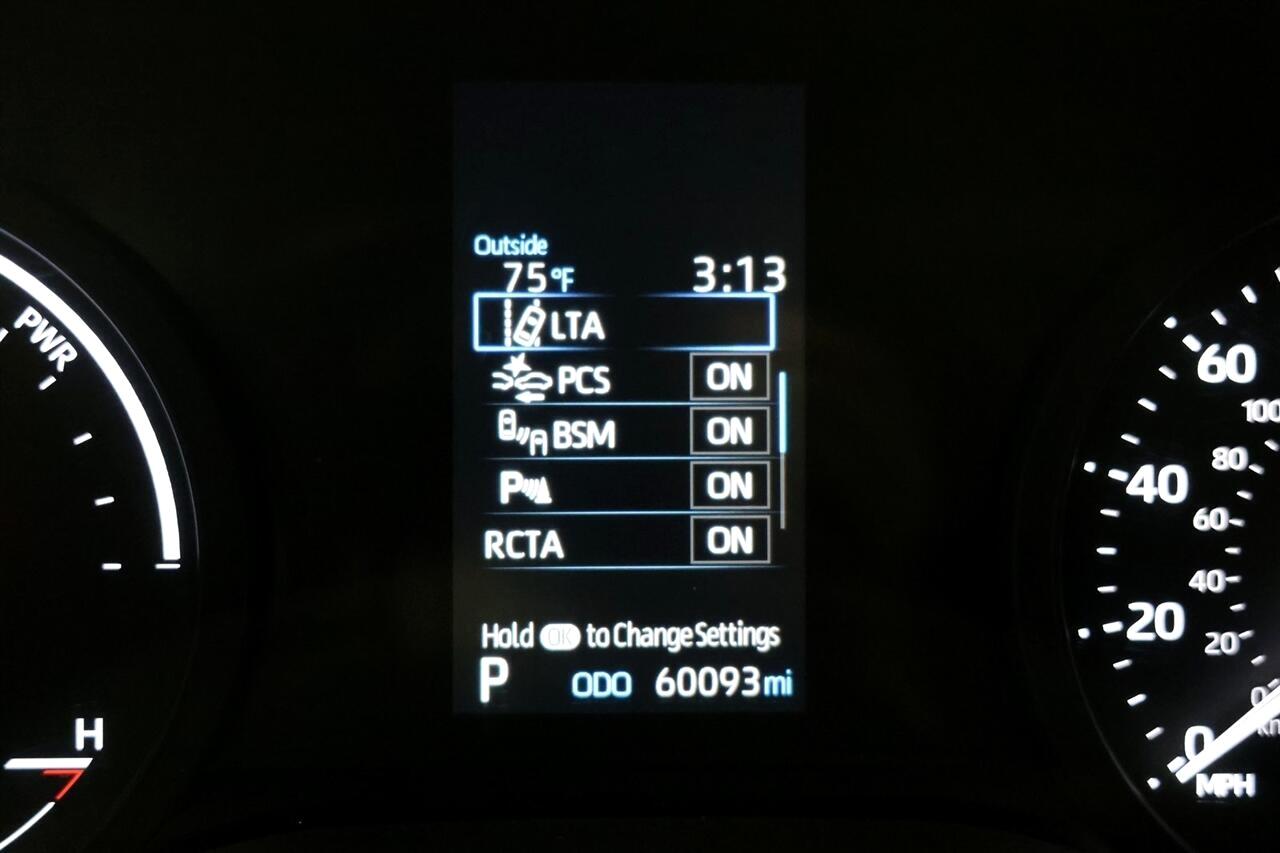 Outside
75°F 3:13
LTA
PCS ON
BSM ON
P ON
RCTA ON
Hold OK to Change Settings
P ODO 60093 mi
PWR
H
60
40
20
0
MPH
100
80
60
40
20
0